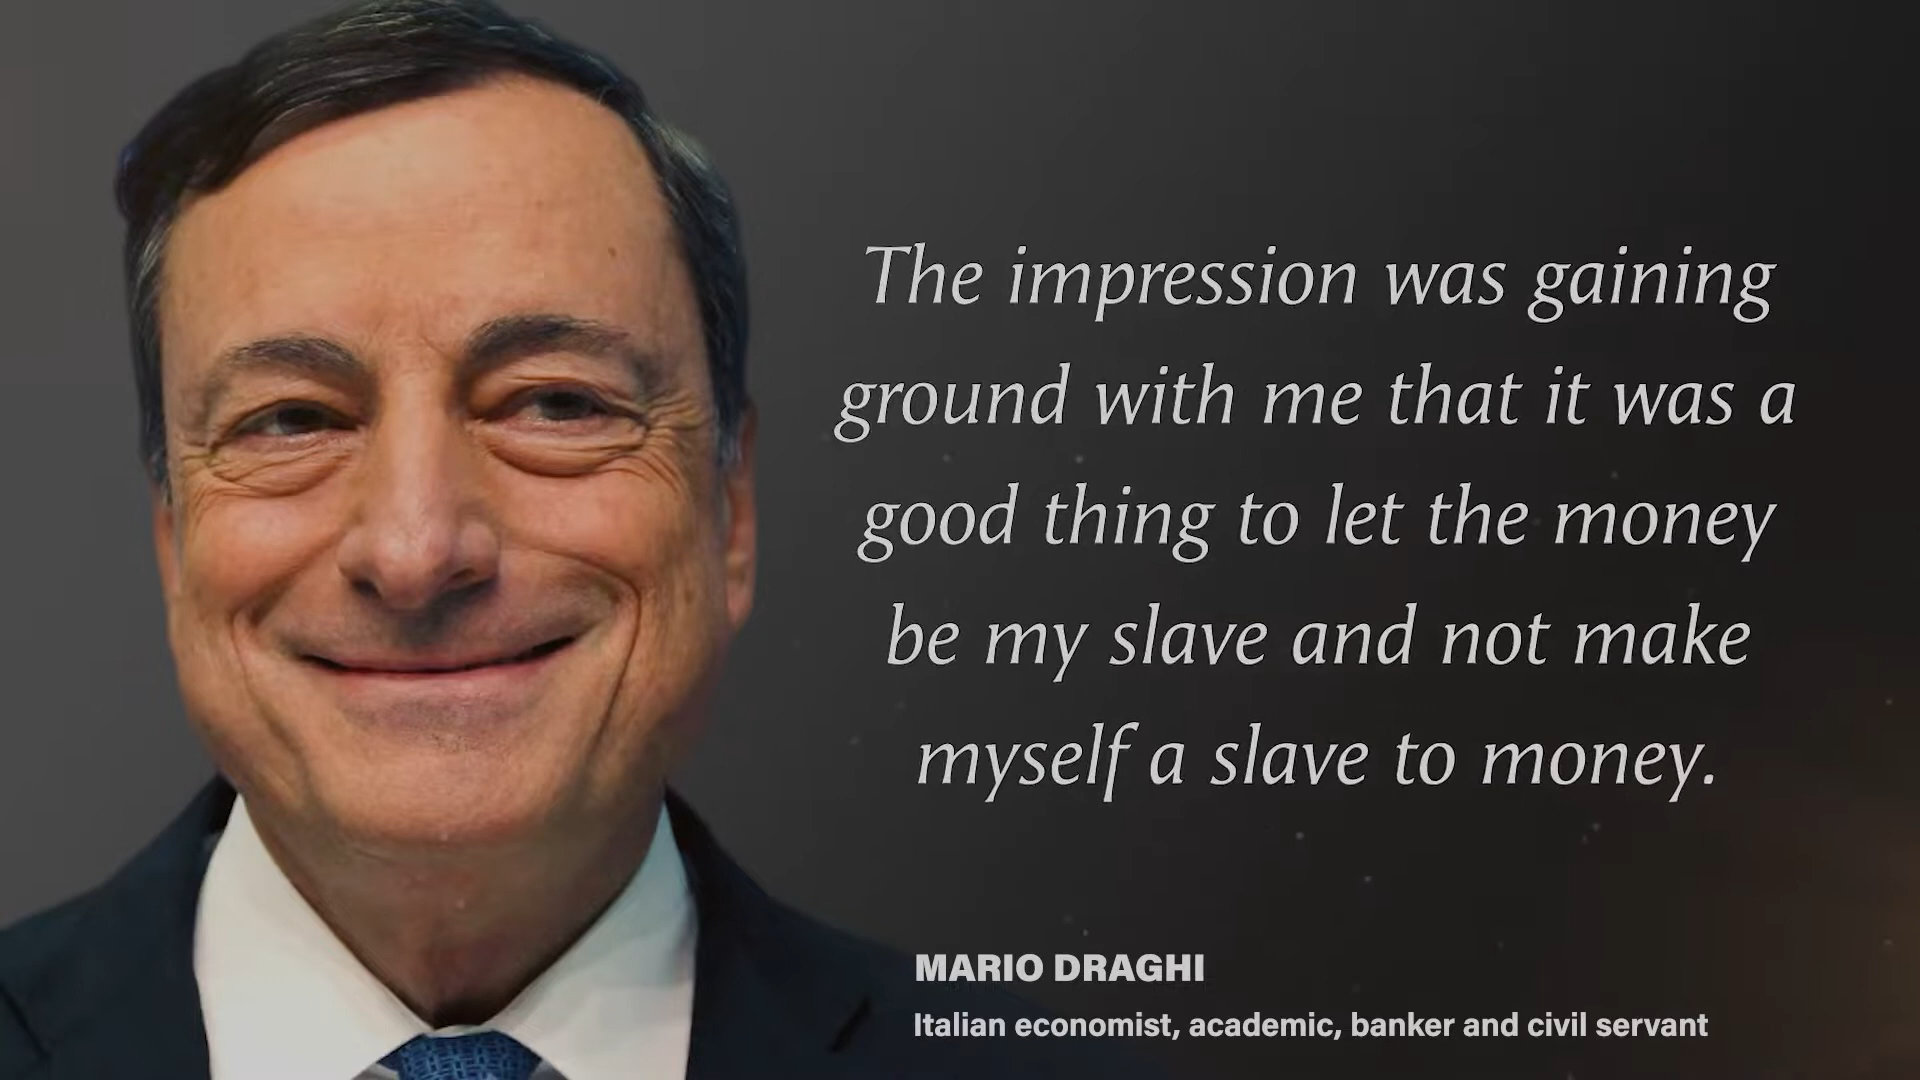 The impression was gaining
ground with me that it was a
good thing to let the money
be my slave and not make
myself a slave to money.
MARIO DRAGHI
Italian economist, academic, banker and civil servant